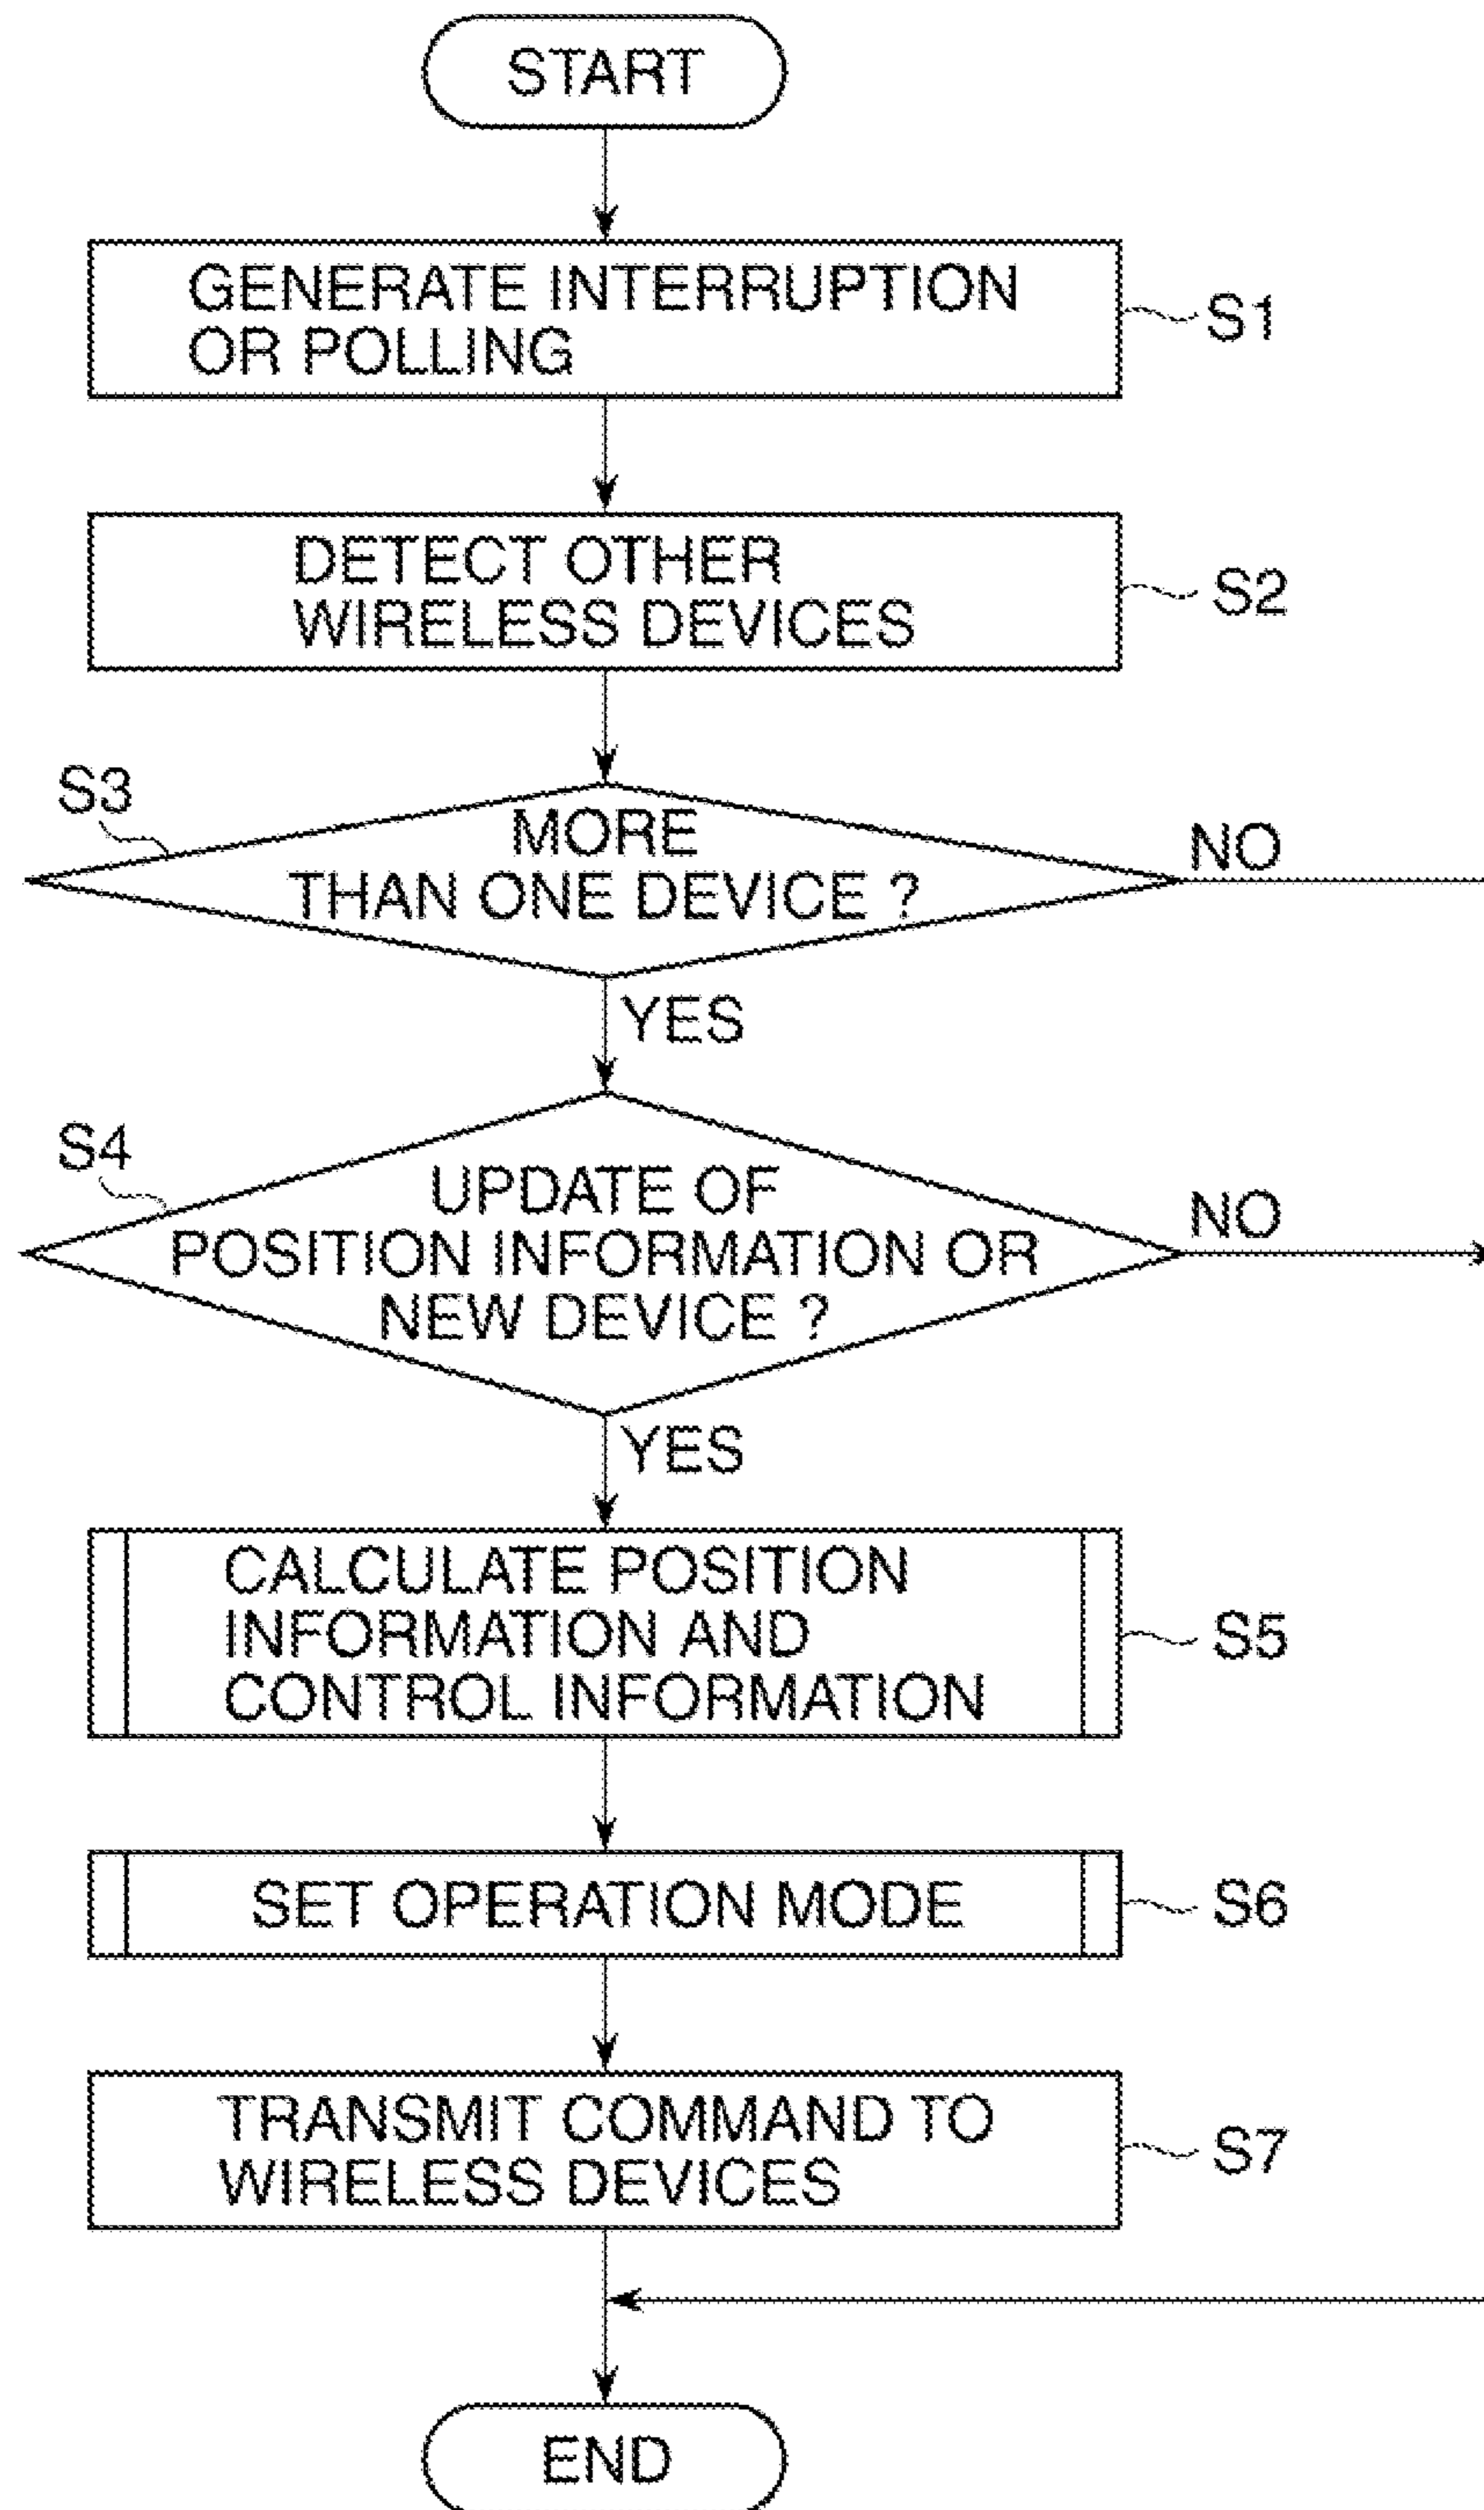 START
GENERATE INTERRUPTION
OR POLLING
S1
DETECT OTHER
WIRELESS DEVICES
S2
S3
MORE
THAN ONE DEVICE ?
NO
YES
S4
UPDATE OF
POSITION INFORMATION OR
NEW DEVICE ?
NO
YES
CALCULATE POSITION
INFORMATION AND
CONTROL INFORMATION
S5
SET OPERATION MODE
S6
TRANSMIT COMMAND TO
WIRELESS DEVICES
S7
END